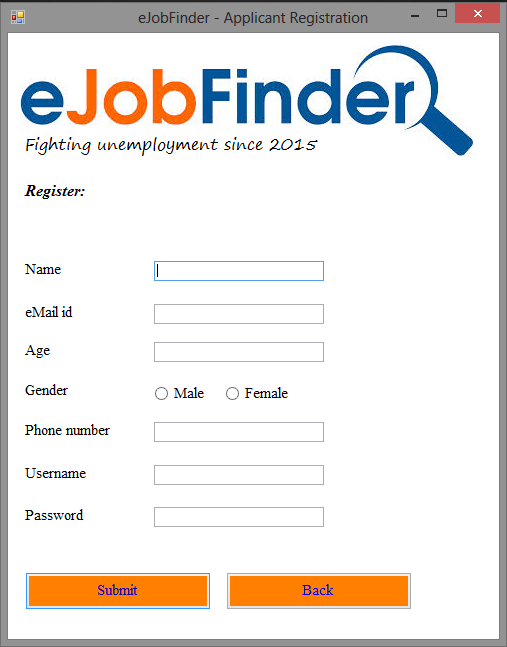 eJobFinder - Applicant Registration
eJobFinder
Fighting unemployment since 2015
Register:
Name
eMail id
Age
Gender
Male Female
Phone number
Username
Password
Submit Back